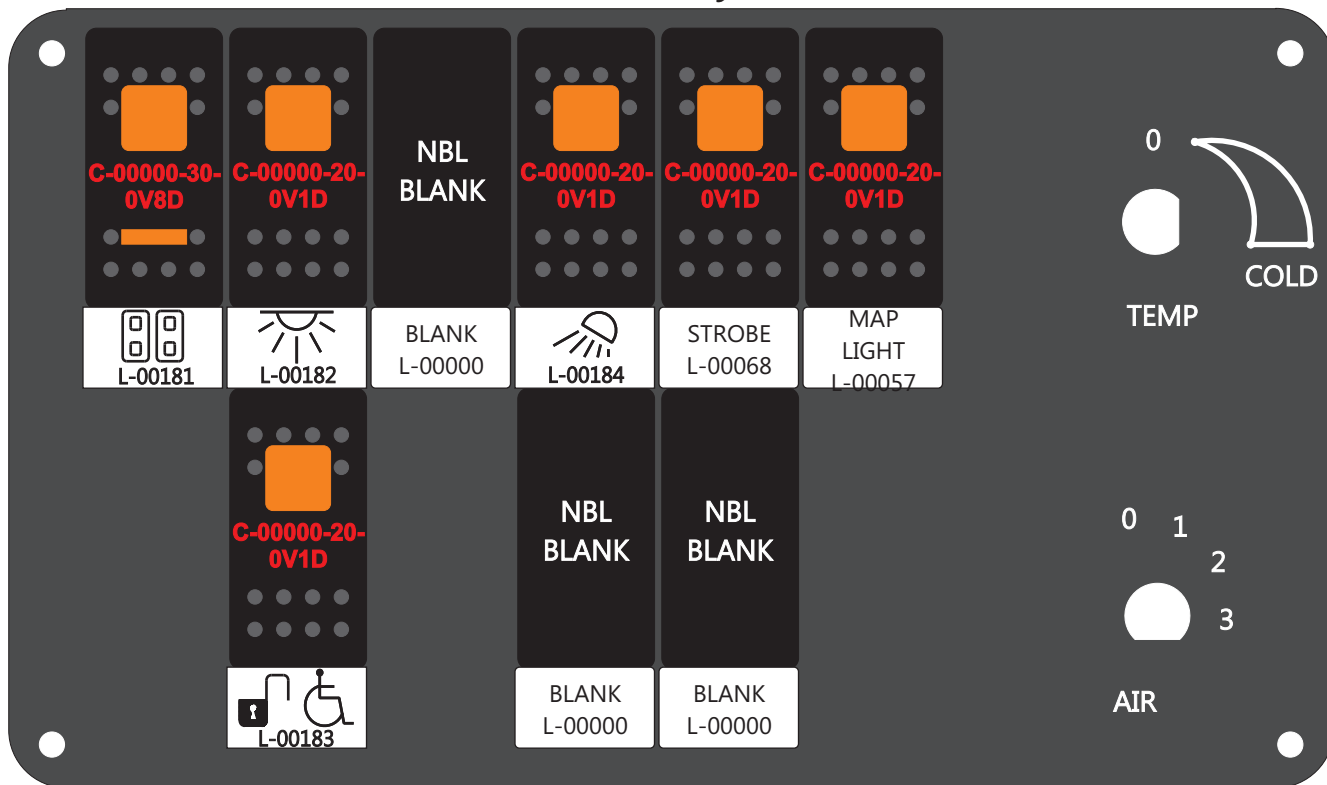 C-00000-30-
0V8D
L-00181
C-00000-20-
0V1D
L-00182
NBL
BLANK
BLANK
L-00000
C-00000-20-
0V1D
L-00184
C-00000-20-
0V1D
STROBE
L-00068
C-00000-20-
0V1D
MAP
LIGHT
L-00057
0
COLD
TEMP
C-00000-20-
0V1D
L-00183
NBL
BLANK
BLANK
L-00000
NBL
BLANK
BLANK
L-00000
0
1
2
3
AIR